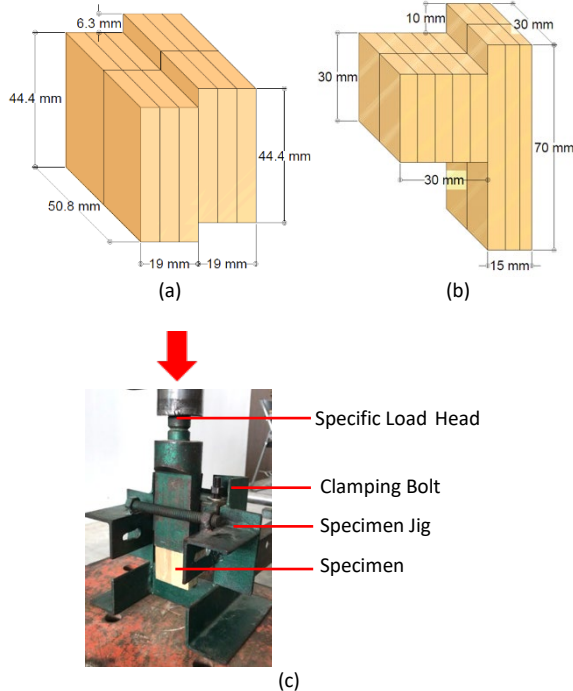 6.3 mm
44.4 mm
50.8 mm
44.4 mm
19 mm
19 mm
(a)
10 mm
30 mm
30 mm
70 mm
30 mm
15 mm
(b)
Specific Load Head
Clamping Bolt
Specimen Jig
Specimen
(c)